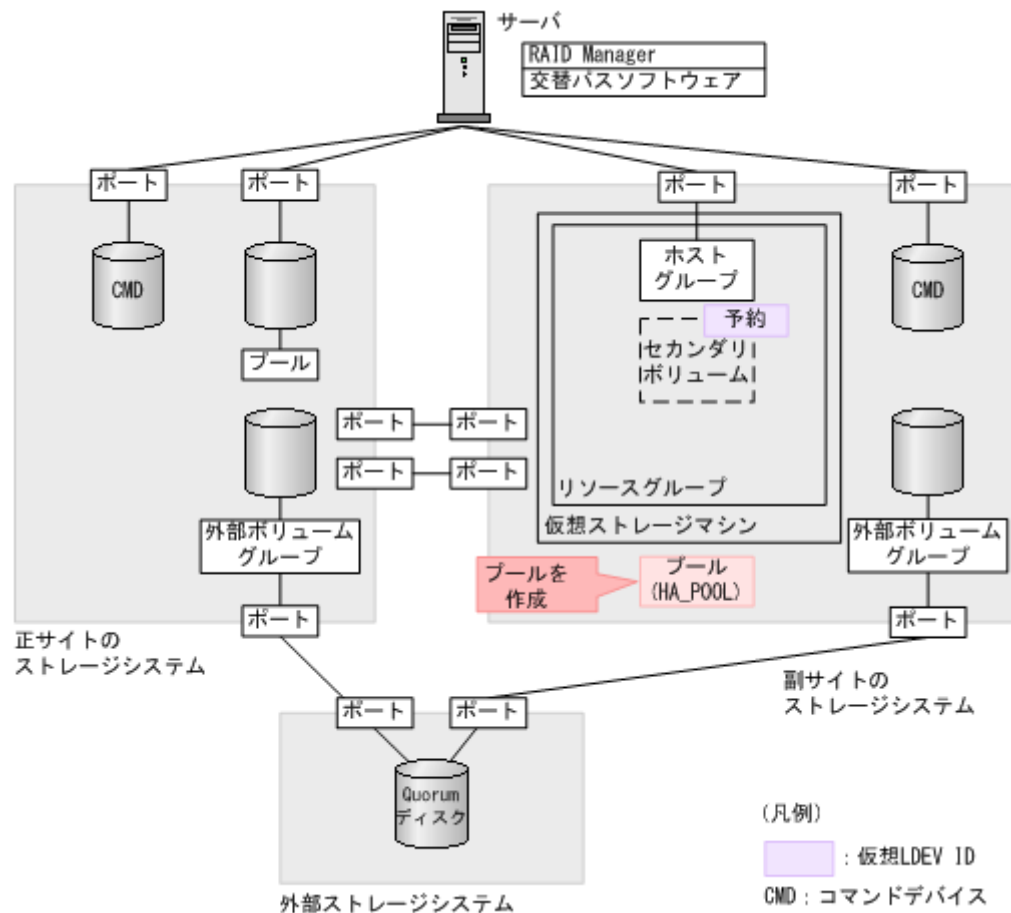 サーバ
RAID Manager
交替パスソフトウェア
ポート
ポート
ポート
ポート
CMD
ホスト
グループ
CMD
予約
セカンダリ
ボリューム
プール
ポート
ポート
ポート
ポート
リソースグループ
仮想ストレージマシン
外部ボリューム
グループ
外部ボリューム
グループ
プールを
作成
プール
(HA_POOL)
ポート
ポート
正サイトの
ストレージシステム
副サイトの
ストレージシステム
ポート
ポート
Quorum
ディスク
外部ストレージシステム
(凡例)
：仮想LDEV ID
CMD：コマンドデバイス